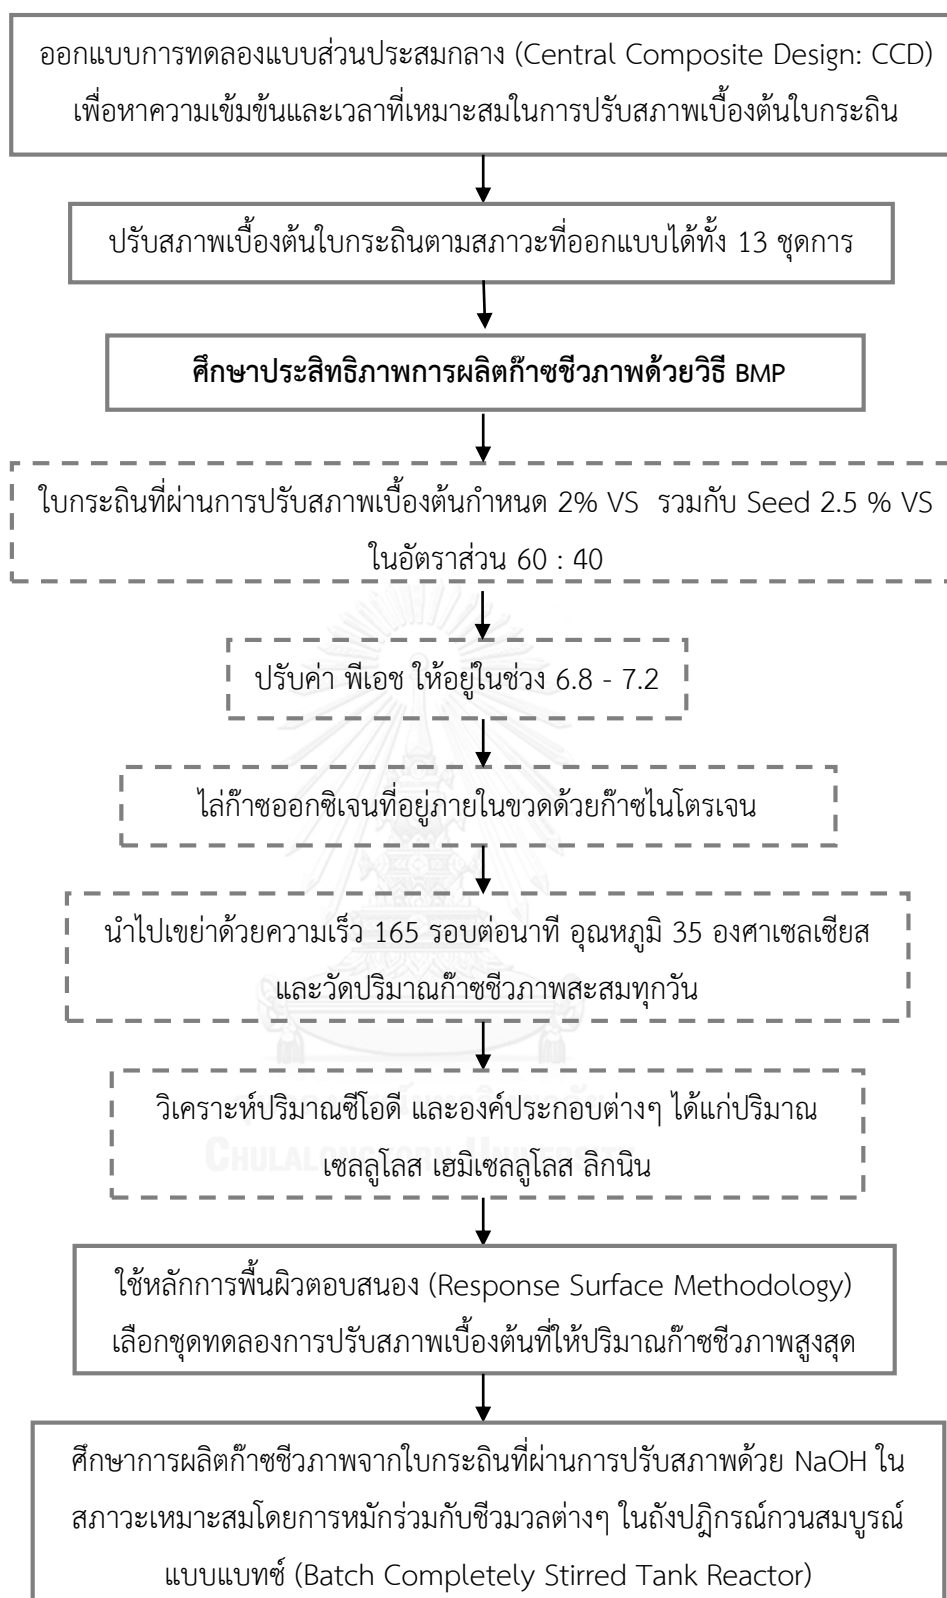 ออกแบบการทดลองแบบส่วนประสมกลาง (Central Composite Design: CCD)
เพื่อหาความเข้มข้นและเวลาที่เหมาะสมในการปรับสภาพเบื้องต้นใบกระถิน
ปรับสภาพเบื้องต้นใบกระถินตามสภาวะที่ออกแบบได้ทั้ง 13 ชุดการ
ศึกษาประสิทธิภาพการผลิตก๊าซชีวภาพด้วยวิธี BMP
ใบกระถินที่ผ่านการปรับสภาพเบื้องต้นกำหนด 2% VS รวมกับ Seed 2.5 % VS
ในอัตราส่วน 60 : 40
ปรับค่า พีเอช ให้อยู่ในช่วง 6.8 - 7.2
ไล่ก๊าซออกซิเจนที่อยู่ภายในขวดด้วยก๊าซไนโตรเจน
นำไปเขย่าด้วยความเร็ว 165 รอบต่อนาที อุณหภูมิ 35 องศาเซลเซียส
และวัดปริมาณก๊าซชีวภาพสะสมทุกวัน
วิเคราะห์ปริมาณซีโอดี และองค์ประกอบต่างๆ ได้แก่ปริมาณ
เซลลูโลส เฮมิเซลลูโลส ลิกนิน
CHULALONGKORN UNIVERSITY
ใช้หลักการพื้นผิวตอบสนอง (Response Surface Methodology)
เลือกชุดทดลองการปรับสภาพเบื้องต้นที่ให้ปริมาณก๊าซชีวภาพสูงสุด
ศึกษาการผลิตก๊าซชีวภาพจากใบกระถินที่ผ่านการปรับสภาพด้วย NaOH ใน
สภาวะเหมาะสมโดยการหมักร่วมกับชีวมวลต่างๆ ในถังปฏิกรณ์กวนสมบูรณ์
แบบแบทซ์ (Batch Completely Stirred Tank Reactor)